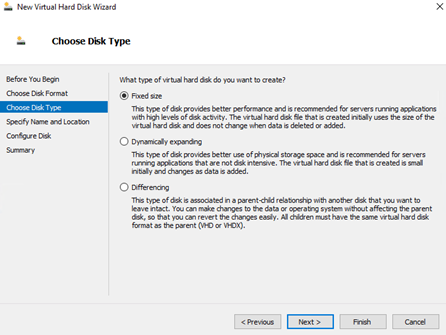 New Virtual Hard Disk Wizard
Choose Disk Type
Before You Begin
Choose Disk Format
Choose Disk Type
Specify Name and Location
Configure Disk
Summary
What type of virtual hard disk do you want to create?
Fixed size
This type of disk provides better performance and is recommended for servers running applications
with high levels of disk activity. The virtual hard disk file that is created initially uses the size of the
virtual hard disk and does not change when data is deleted or added.
Dynamically expanding
This type of disk provides better use of physical storage space and is recommended for servers
running applications that are not disk intensive. The virtual hard disk file that is created is small
initially and changes as data is added.
Differencing
This type of disk is associated in a parent-child relationship with another disk that you want to
leave intact. You can make changes to the data or operating system without affecting the parent
disk, so that you can revert the changes easily. All children must have the same virtual hard disk
format as the parent (VHD or VHDX).
< Previous
Next >
Finish
Cancel